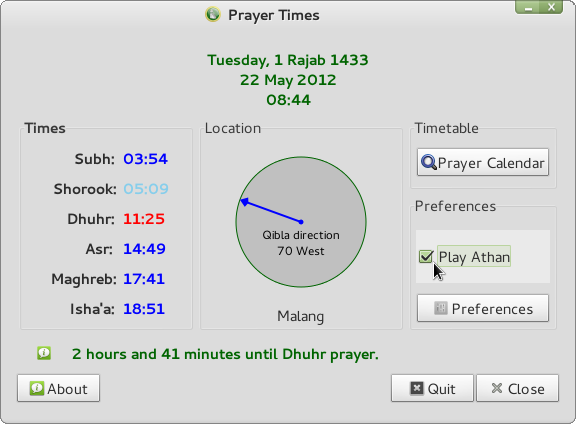 Prayer Times
Tuesday, 1 Rajab 1433
22 May 2012
08:44
Times
Subh: 03:54
Shorook: 05:09
Dhuhr: 11:25
Asr: 14:49
Maghreb: 17:41
Isha'a: 18:51
Location
Qibla direction
70 West
Malang
Timetable
Prayer Calendar
Preferences
Play Athan
Preferences
2 hours and 41 minutes until Dhuhr prayer.
About
Quit
Close